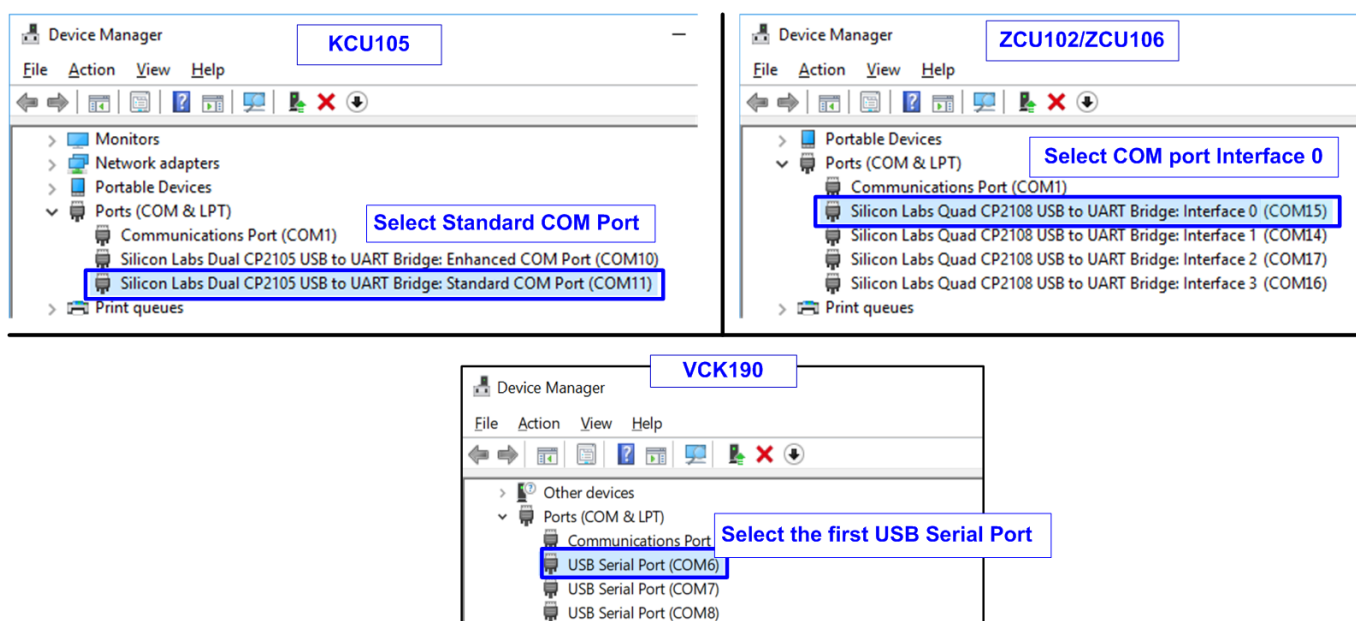 Device Manager
KCU105
File Action View Help
Monitors
Network adapters
Portable Devices
Ports (COM & LPT)
Select Standard COM Port
Communications Port (COM1)
Silicon Labs Dual CP2105 USB to UART Bridge: Enhanced COM Port (COM10)
Silicon Labs Dual CP2105 USB to UART Bridge: Standard COM Port (COM11)
Print queues
Device Manager
ZCU102/ZCU106
File Action View Help
Portable Devices
Ports (COM & LPT)
Select COM port Interface 0
Communications Port (COM1)
Silicon Labs Quad CP2108 USB to UART Bridge: Interface 0 (COM15)
Silicon Labs Quad CP2108 USB to UART Bridge: Interface 1 (COM14)
Silicon Labs Quad CP2108 USB to UART Bridge: Interface 2 (COM17)
Silicon Labs Quad CP2108 USB to UART Bridge: Interface 3 (COM16)
Print queues
VCK190
Device Manager
File Action View Help
Other devices
Ports (COM & LPT)
Select the first USB Serial Port
Communications Port
USB Serial Port (COM6)
USB Serial Port (COM7)
USB Serial Port (COM8)